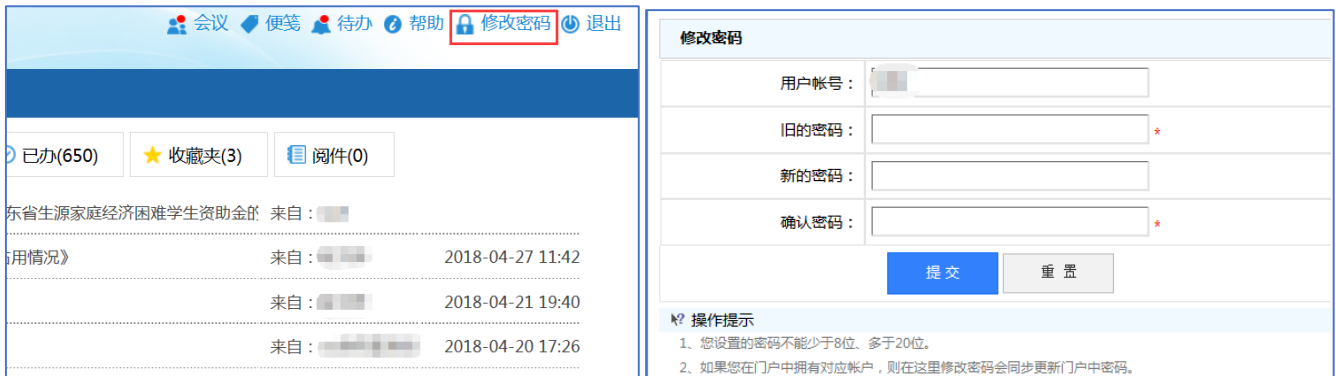 会议 便笺 待办 帮助 修改密码 退出
已办(650) 收藏夹(3) 阅件(0)
东省生源家庭经济困难学生资助金的 来自：
用情况》 来自： 2018-04-27 11:42
来自： 2018-04-21 19:40
来自： 2018-04-20 17:26
修改密码
用户帐号：
旧的密码： *
新的密码：
确认密码： *
提交 重置
操作提示
1、您设置的密码不能少于8位、多于20位。
2、如果您在门户中拥有对应帐户，则在这里修改密码会同步更新门户中密码。